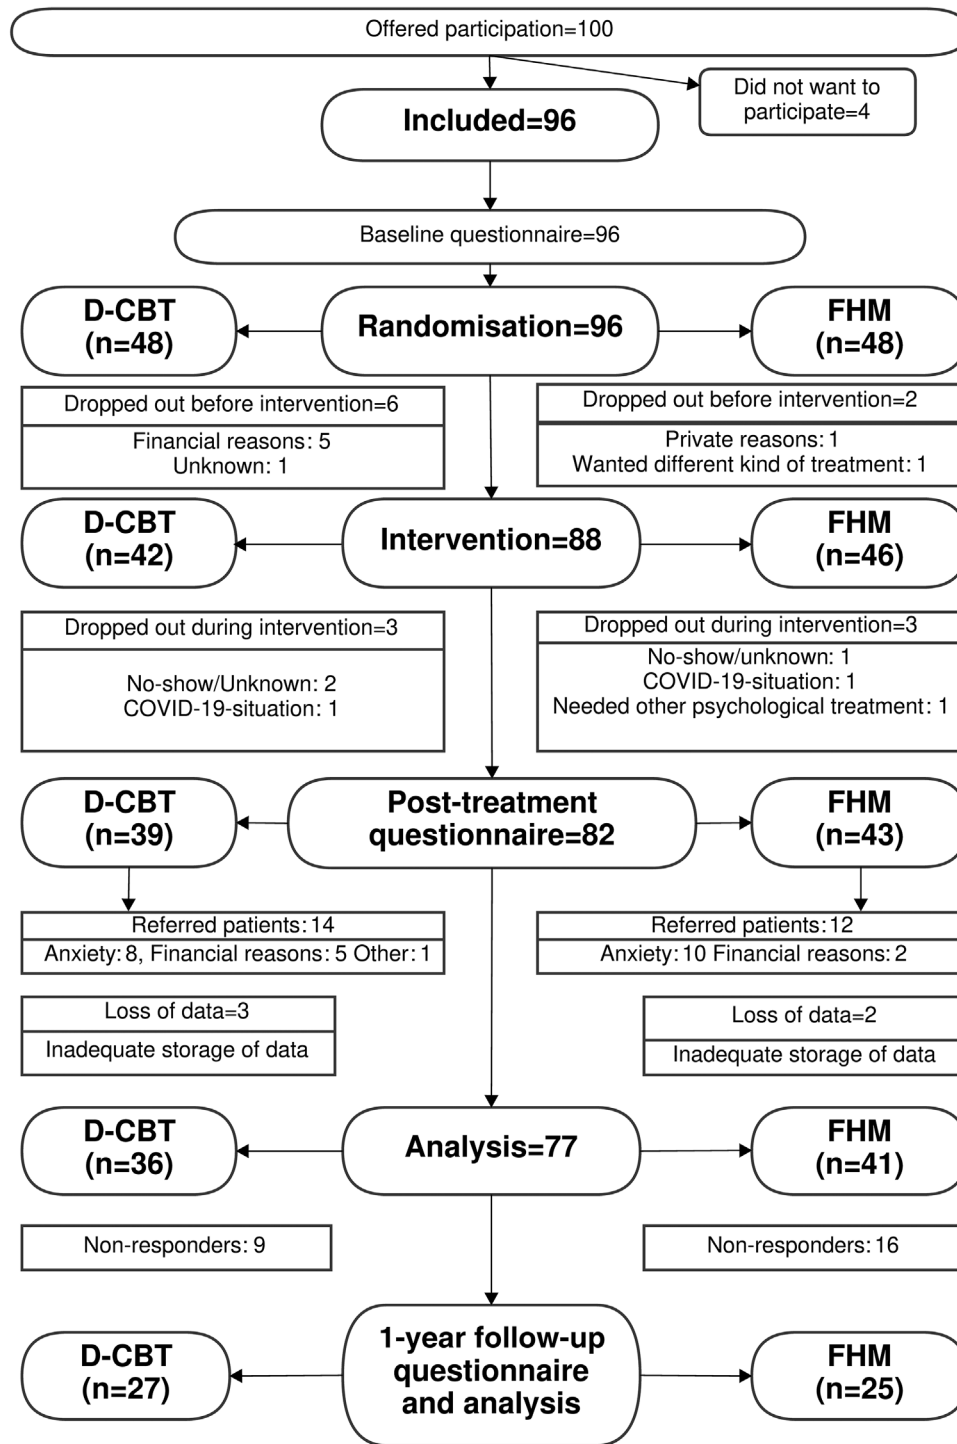 Offered participation=100
Did not want to
participate=4
Included=96
Baseline questionnaire=96
D-CBT
(n=48)
Randomisation=96
FHM
(n=48)
Dropped out before intervention=6
Financial reasons: 5
Unknown: 1
Dropped out before intervention=2
Private reasons: 1
Wanted different kind of treatment: 1
D-CBT
(n=42)
Intervention=88
FHM
(n=46)
Dropped out during intervention=3
No-show/Unknown: 2
COVID-19-situation: 1
Dropped out during intervention=3
No-show/unknown: 1
COVID-19-situation: 1
Needed other psychological treatment: 1
D-CBT
(n=39)
Post-treatment
questionnaire=82
FHM
(n=43)
Referred patients: 14
Anxiety: 8, Financial reasons: 5 Other: 1
Referred patients: 12
Anxiety: 10 Financial reasons: 2
Loss of data=3
Inadequate storage of data
Loss of data=2
Inadequate storage of data
D-CBT
(n=36)
Analysis=77
FHM
(n=41)
Non-responders: 9
Non-responders: 16
D-CBT
(n=27)
1-year follow-up
questionnaire
and analysis
FHM
(n=25)